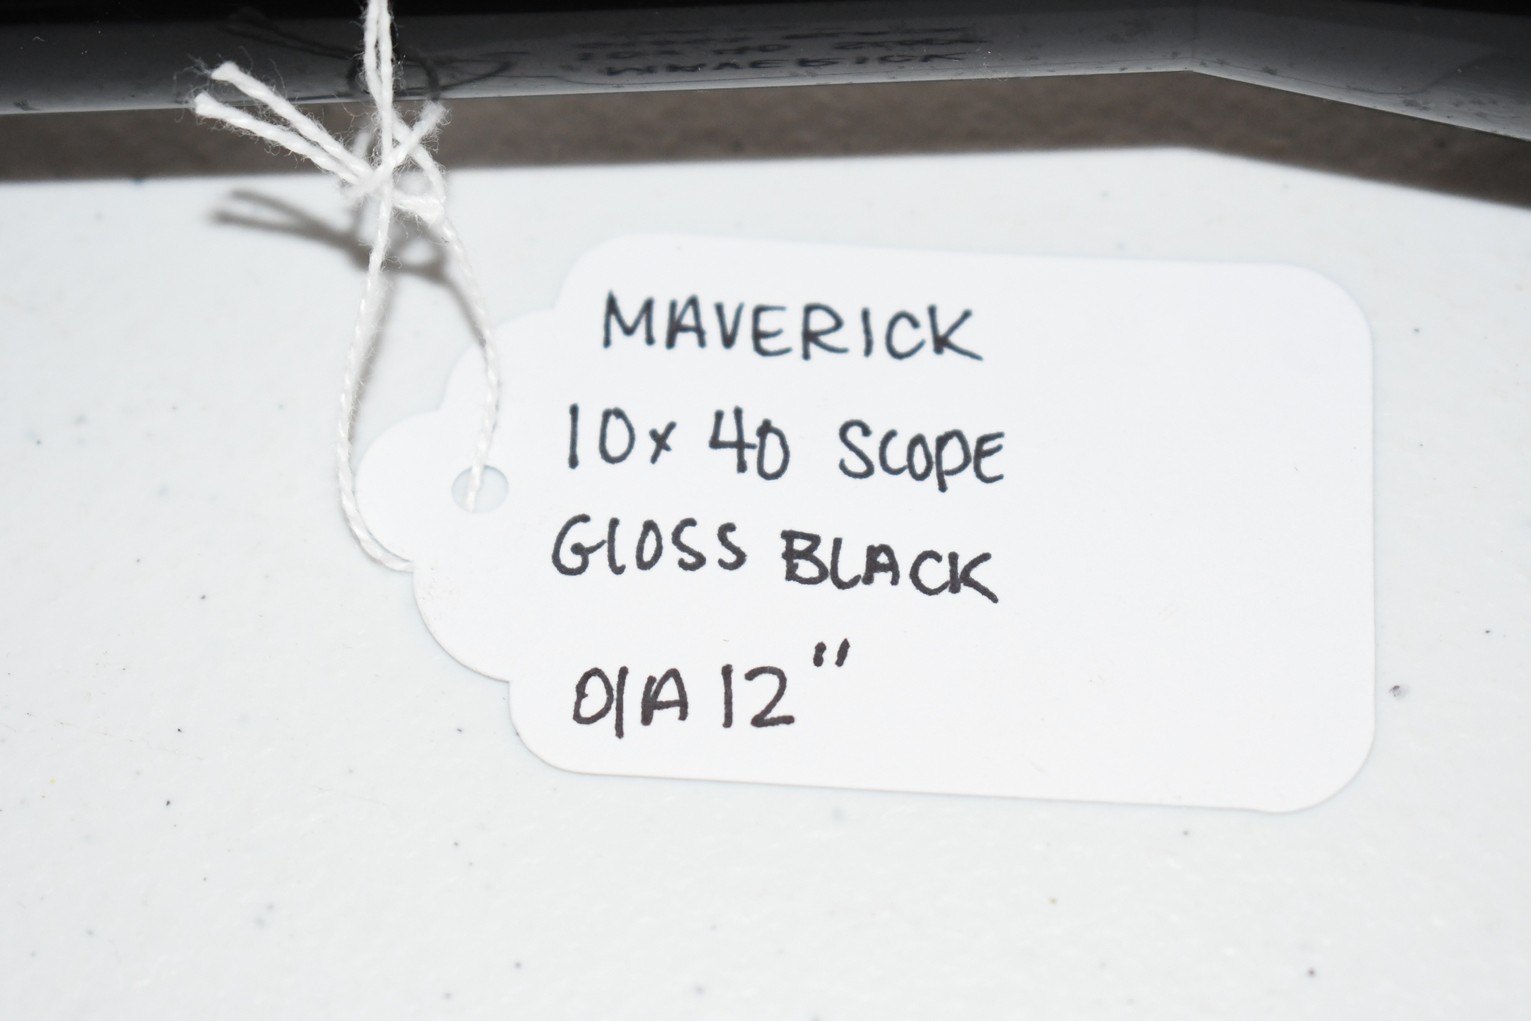 MAVERICK
10x 40 SCOPE
GLOSS BLACK
O/A 12"